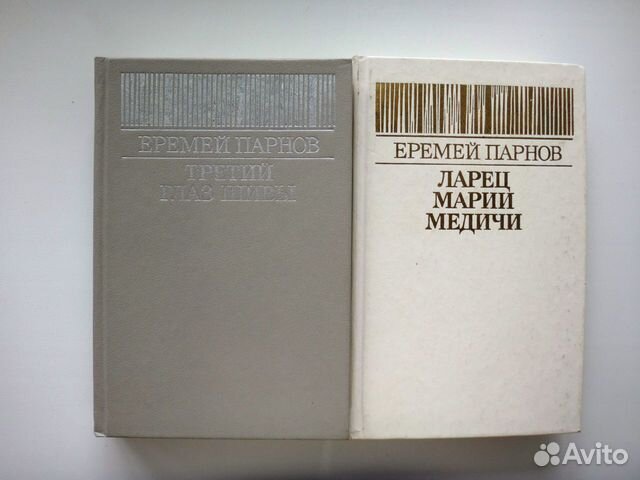 ЕРЕМЕЙ ПАРНОВ
ТРЕТИЙ
ГЛАЗ ШИВЫ
ЕРЕМЕЙ ПАРНОВ
ЛАРЕЦ
МАРИИ
МЕДИЧИ
Avito